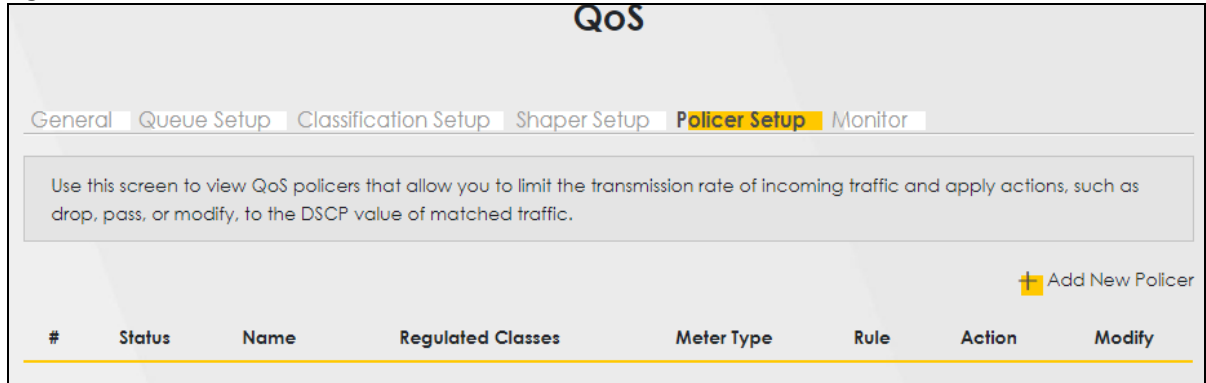 QoS
General Queue Setup Classification Setup Shaper Setup Policer Setup Monitor
Use this screen to view QoS policers that allow you to limit the transmission rate of incoming traffic and apply actions, such as
drop, pass, or modify, to the DSCP value of matched traffic.
+ Add New Policer
# Status Name Regulated Classes Meter Type Rule Action Modify